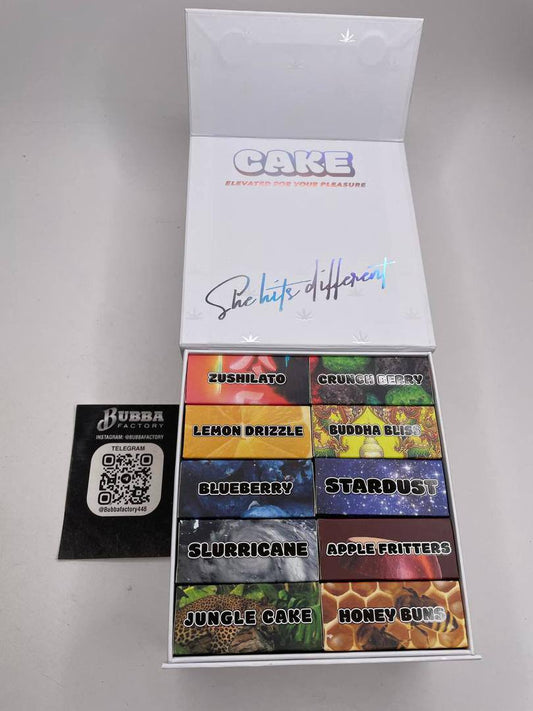 CAKE
ELEVATED FOR YOUR PLEASURE
She hits different
ZUSHILATO
CRUNCH BERRY
LEMON DRIZZLE
BUDDHA BLISS
BLUEBERRY
STARDUST
SLURRICANE
APPLE FRITTERS
JUNGLE CAKE
HONEY BUNS
BUBBA
FACTORY
INSTAGRAM: @BUBBAFACTORY
TELEGRAM
@Bubbafactory448